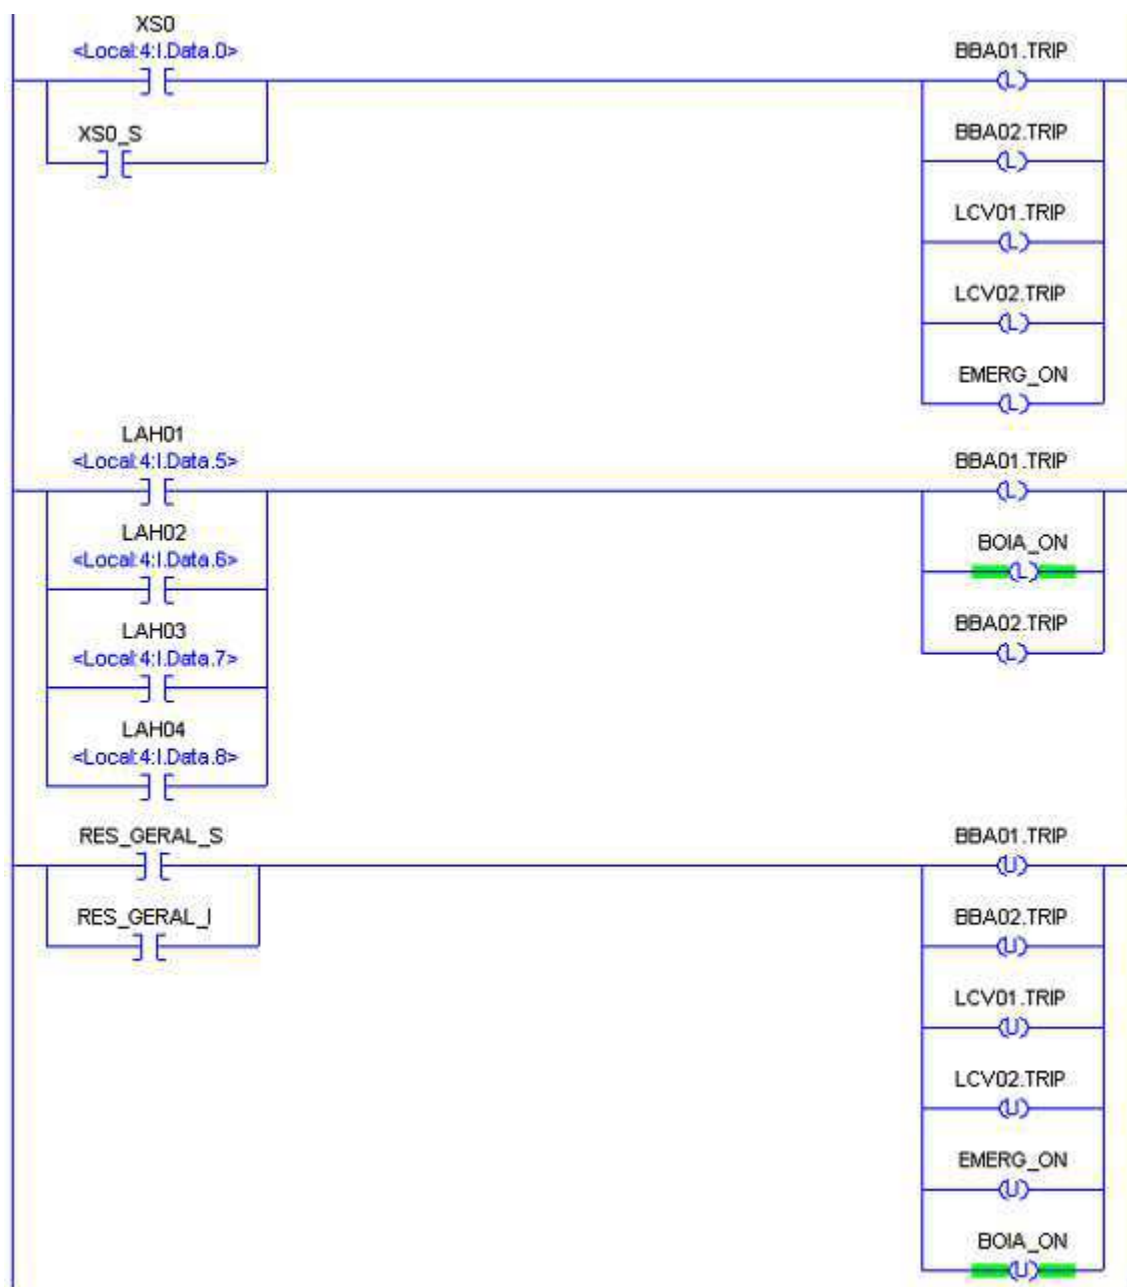 XS0
<Local:4:I.Data.0>
BBA01.TRIP
L
XS0_S
BBA02.TRIP
L
LCV01.TRIP
L
LCV02.TRIP
L
EMERG_ON
L
LAH01
<Local:4:I.Data.5>
BBA01.TRIP
L
LAH02
<Local:4:I.Data.6>
BOIA_ON
L
LAH03
<Local:4:I.Data.7>
BBA02.TRIP
L
LAH04
<Local:4:I.Data.8>
RES_GERAL_S
BBA01.TRIP
U
RES_GERAL_I
BBA02.TRIP
U
LCV01.TRIP
U
LCV02.TRIP
U
EMERG_ON
U
BOIA_ON
U